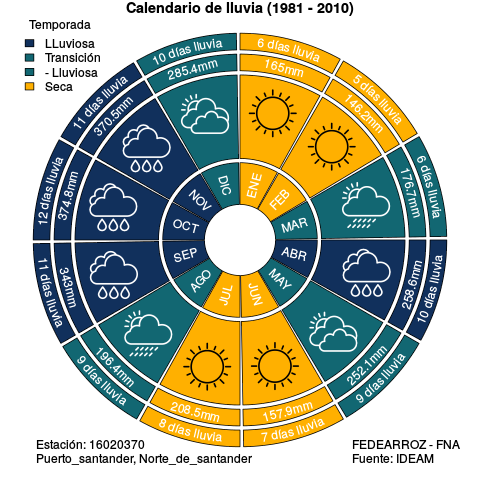 Calendario de lluvia (1981 - 2010)
Temporada
LLuviosa
Transición
- Lluviosa
Seca
6 días lluvia
165mm
ENE
5 días lluvia
146.2mm
FEB
6 días lluvia
176.7mm
MAR
10 días lluvia
258.6mm
ABR
9 días lluvia
252.1mm
MAY
7 días lluvia
157.9mm
JUN
8 días lluvia
208.5mm
JUL
9 días lluvia
196.4mm
AGO
11 días lluvia
343mm
SEP
12 días lluvia
374.8mm
OCT
11 días lluvia
370.5mm
NOV
10 días lluvia
285.4mm
DIC
Estación: 16020370
Puerto_santander, Norte_de_santander
FEDEARROZ - FNA
Fuente: IDEAM